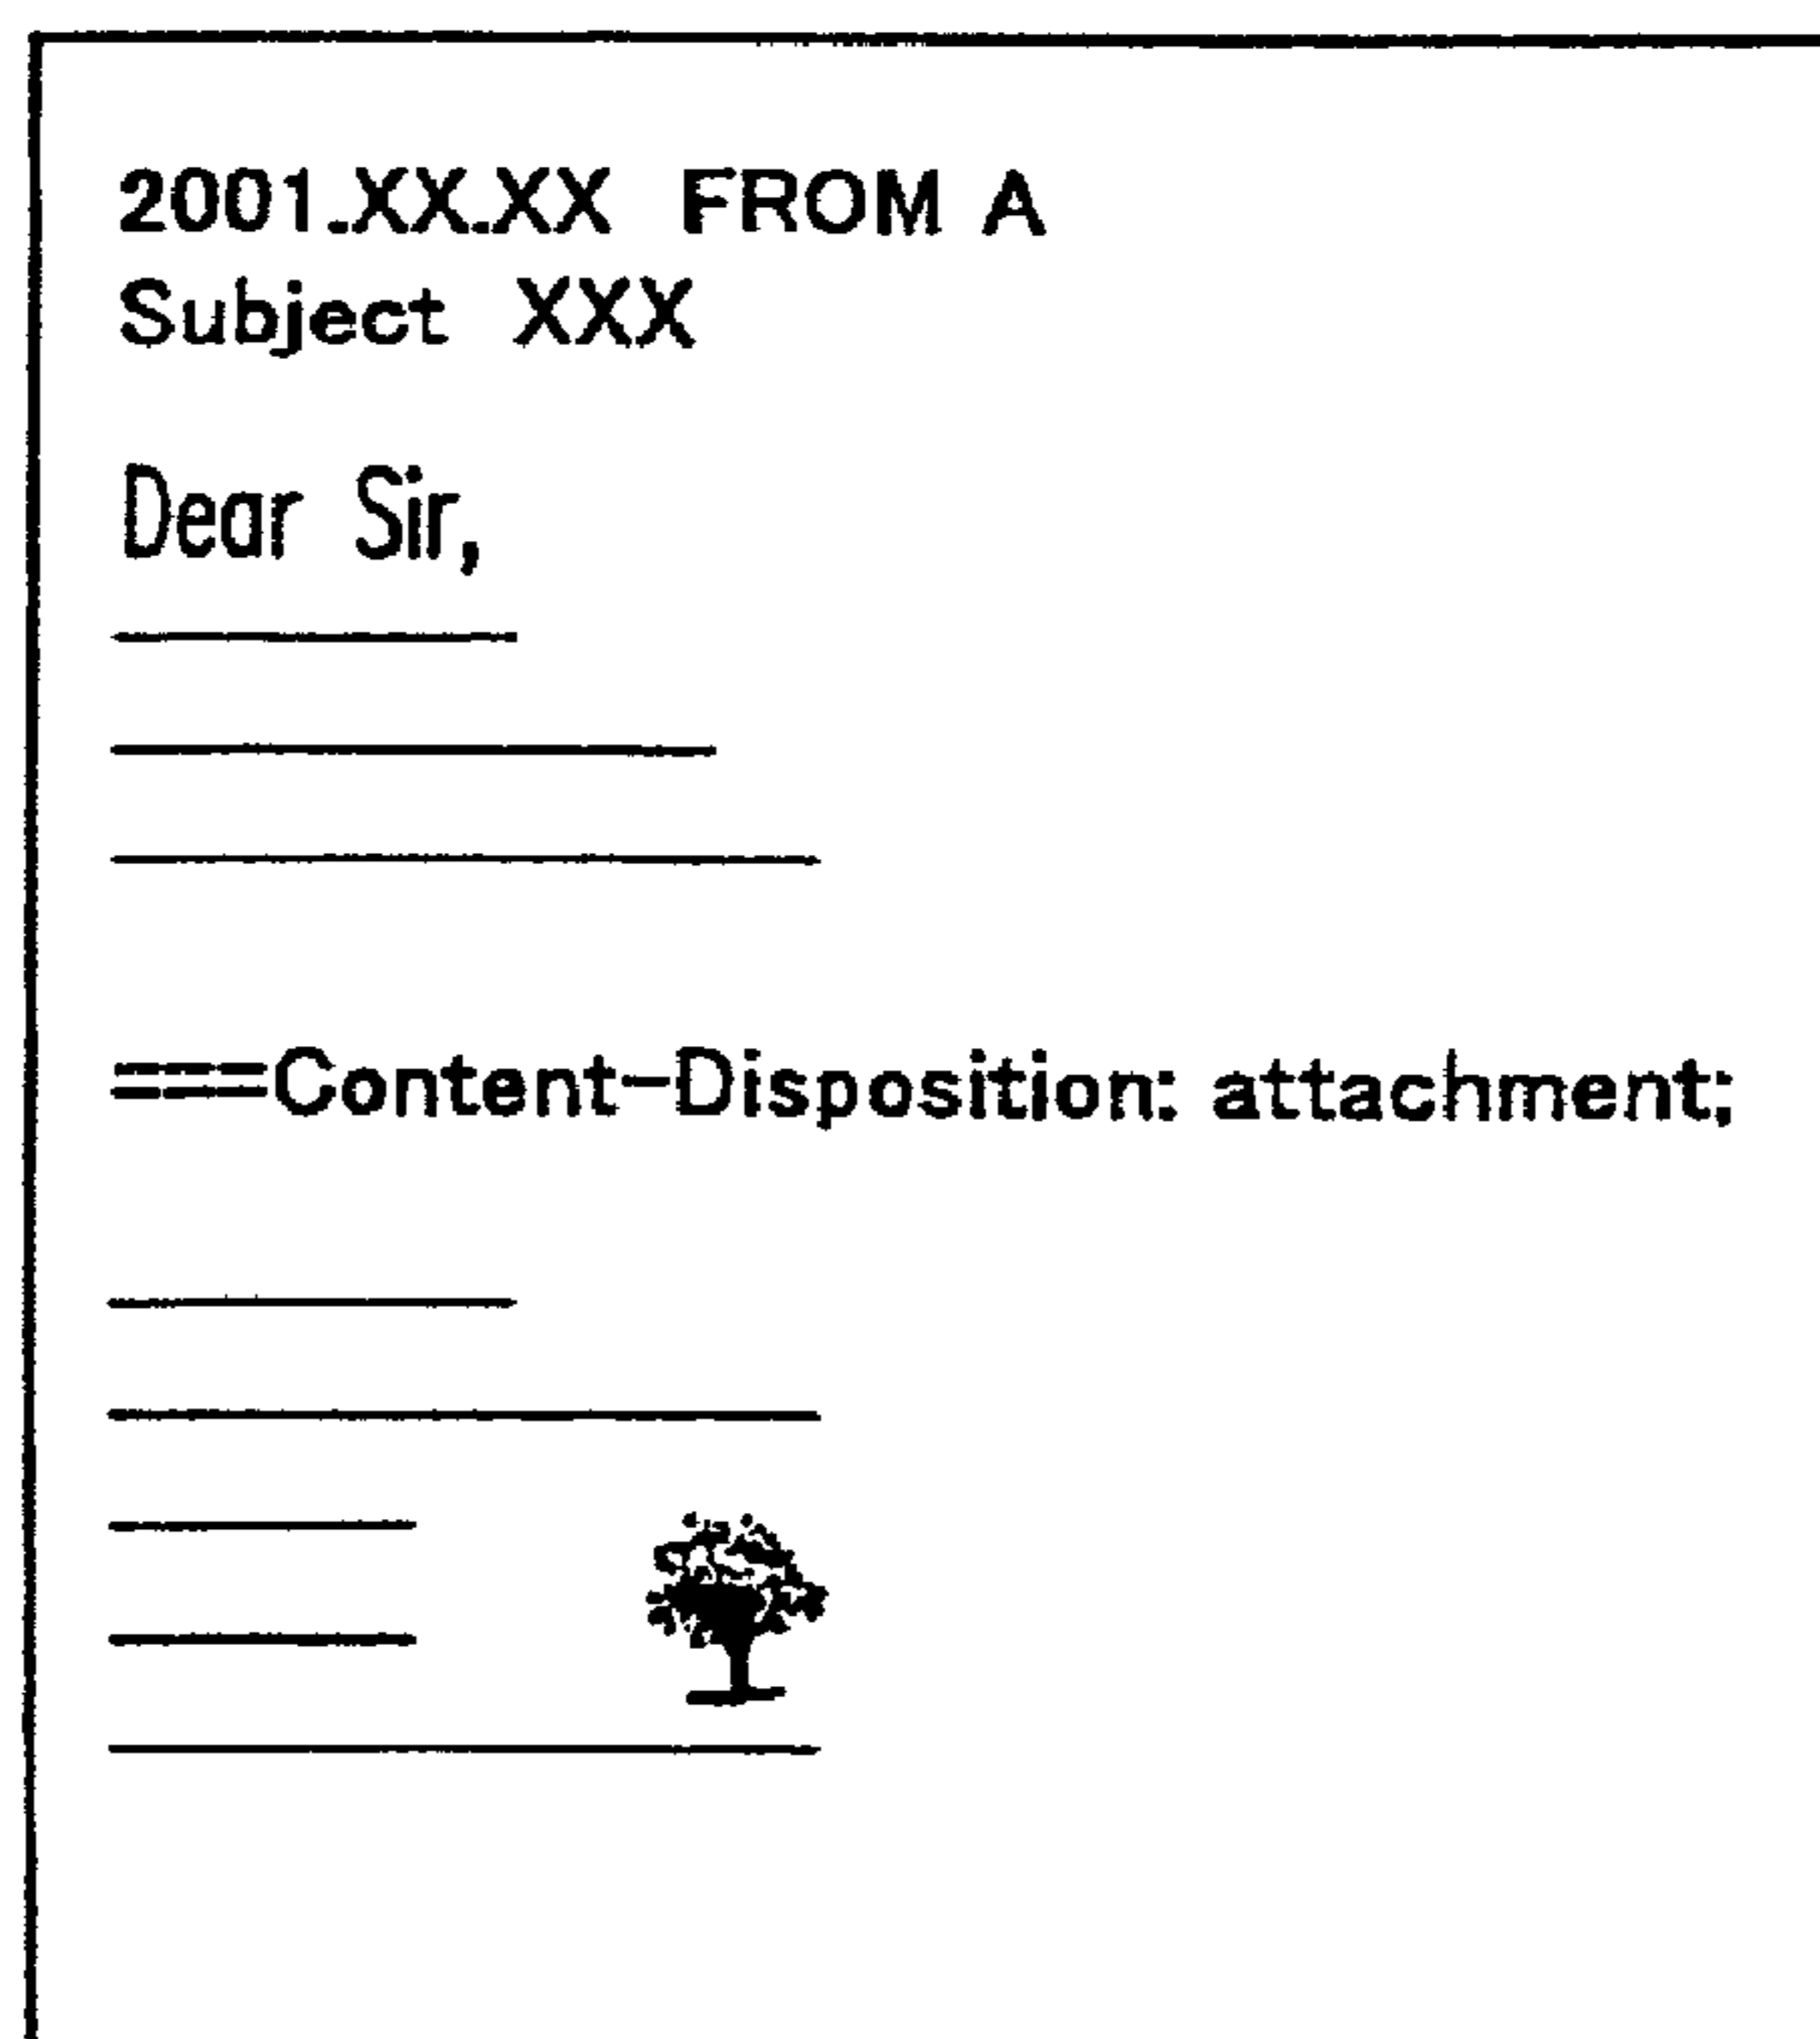 2001.XX.XX FROM A
Subject XXX
Dear Sir,
===Content-Disposition: attachment;